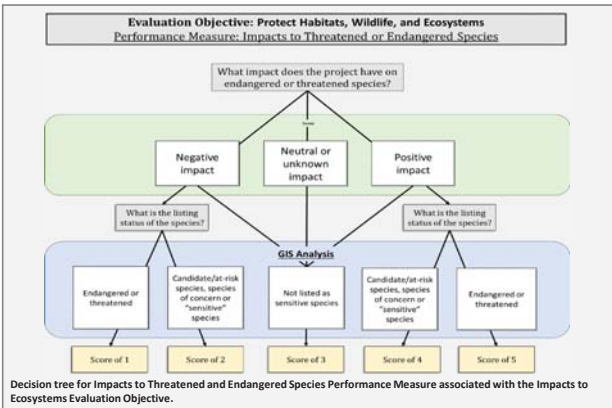 Evaluation Objective: Protect Habitats, Wildlife, and Ecosystems
Performance Measure: Impacts to Threatened or Endangered Species
What impact does the project have on
endangered or threatened species?
Negative
impact
Neutral or
unknown
impact
Positive
impact
What is the listing
status of the species?
What is the listing
status of the species?
GIS Analysis
Endangered or
threatened
Candidate/at-risk
species, species
of concern or
"sensitive"
species
Not listed as
sensitive species
Candidate/at-risk
species, species
of concern or
"sensitive"
species
Endangered or
threatened
Score of 1
Score of 2
Score of 3
Score of 4
Score of 5
Decision tree for Impacts to Threatened and Endangered Species Performance Measure associated with the Impacts to
Ecosystems Evaluation Objective.